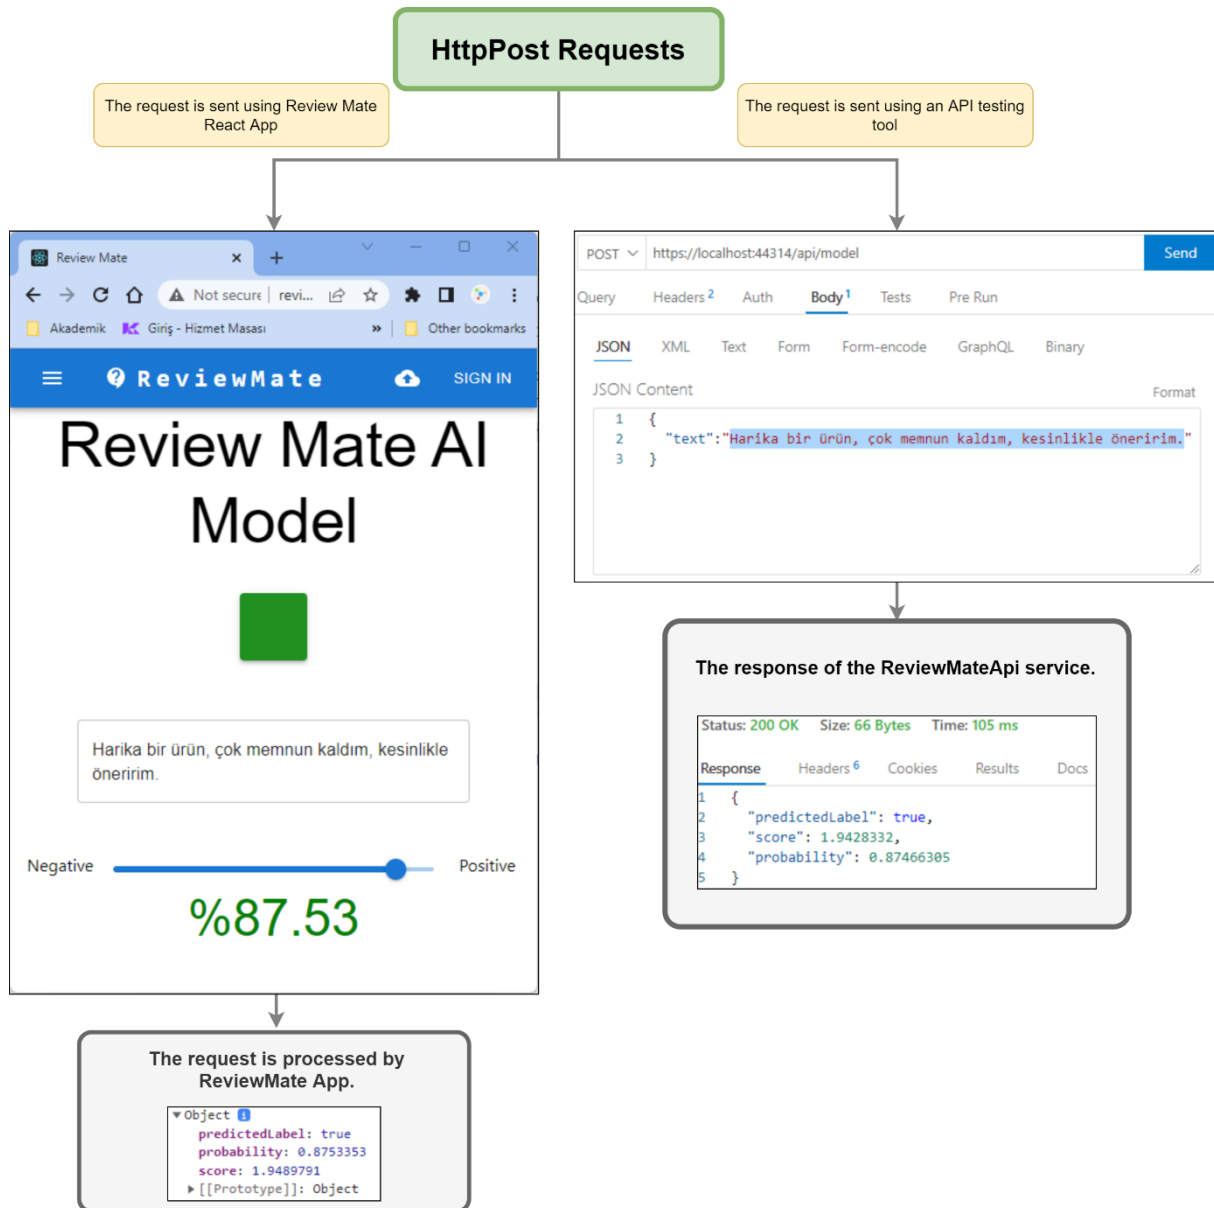 HttpPost Requests
The request is sent using Review Mate
React App
The request is sent using an API testing
tool
Review Mate
Not secure revi...
Akademik Giriş - Hizmet Masası » Other bookmarks
ReviewMate SIGN IN
Review Mate AI
Model
Harika bir ürün, çok memnun kaldım, kesinlikle
öneririm.
Negative Positive
%87.53
The request is processed by
ReviewMate App.
Object i
predictedLabel: true
probability: 0.8753353
score: 1.9489791
[[Prototype]]: Object
POST https://localhost:44314/api/model Send
Query Headers 2 Auth Body 1 Tests Pre Run
JSON XML Text Form Form-encode GraphQL Binary
JSON Content
Format
1 {
2 "text":"Harika bir ürün, çok memnun kaldım, kesinlikle öneririm."
3 }
The response of the ReviewMateApi service.
Status: 200 OK Size: 66 Bytes Time: 105 ms
Response Headers 6 Cookies Results Docs
1 {
2 "predictedLabel": true,
3 "score": 1.9428332,
4 "probability": 0.87466305
5 }